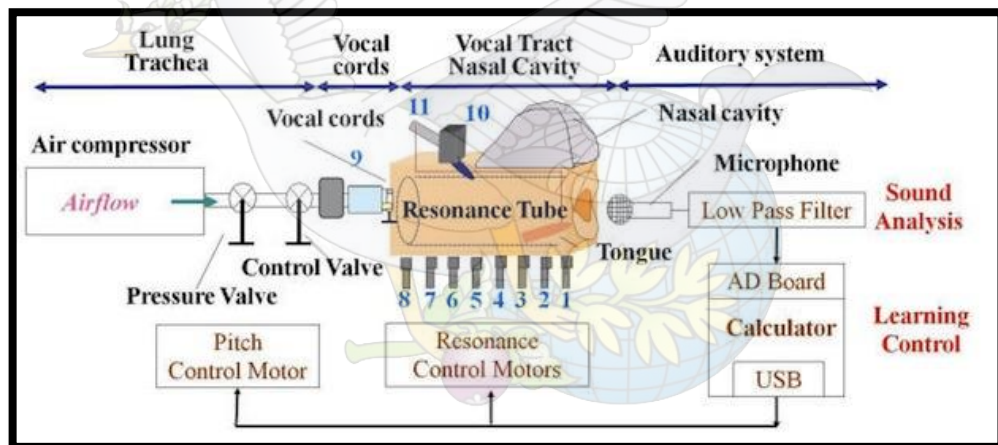 Lung
Trachea
Vocal
cords
Vocal Tract
Nasal Cavity
Auditory system
11
10
Vocal cords
9
Nasal cavity
Air compressor
Microphone
Airflow
Resonance Tube
Low Pass Filter
Sound
Analysis
Tongue
Control Valve
Pressure Valve
8 7 6 5 4 3 2 1
AD Board
Calculator
USB
Learning
Control
Pitch
Control Motor
Resonance
Control Motors